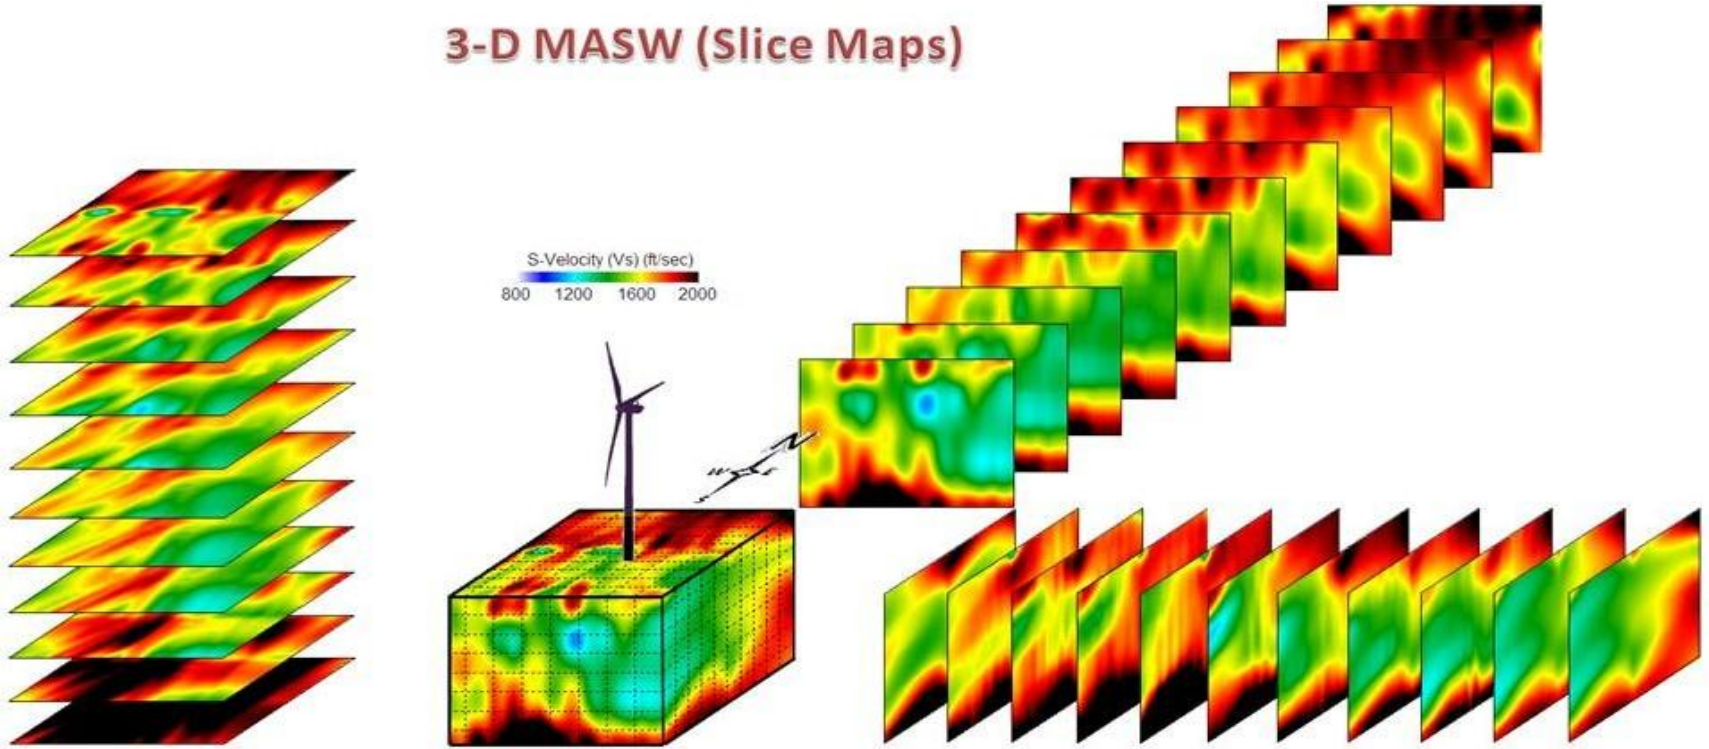 3-D MASW (Slice Maps)
S-Velocity (Vs) (ft/sec)
800 1200 1600 2000
N
W
E
S